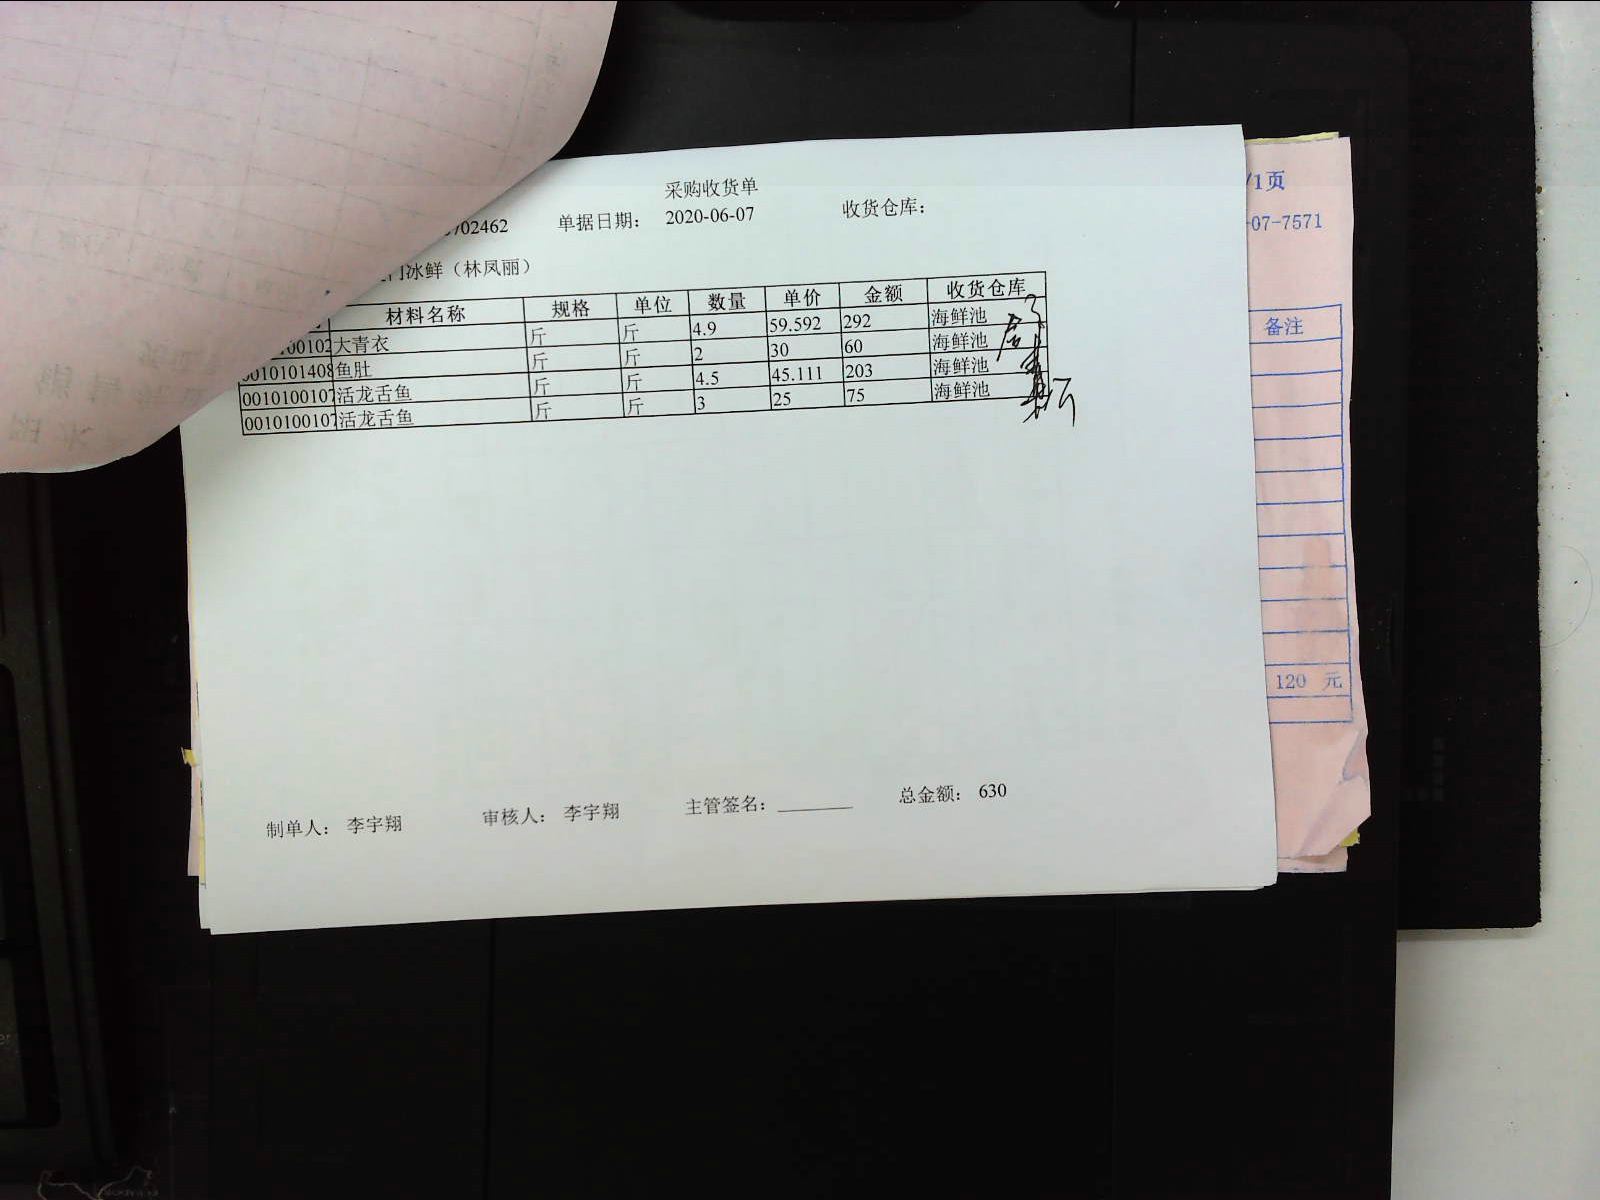 采购收货单
702462 单据日期： 2020-06-07 收货仓库：
门冰鲜（林凤丽）
材料名称 规格 单位 数量 单价 金额 收货仓库
00102 大青衣 斤 斤 4.9 59.592 292 海鲜池
0010101408 鱼肚 斤 斤 2 30 60 海鲜池
0010100107 活龙舌鱼 斤 斤 4.5 45.111 203 海鲜池
0010100107 活龙舌鱼 斤 斤 3 25 75 海鲜池
制单人： 李宇翔 审核人： 李宇翔 主管签名： 总金额： 630
/1页
-07-7571
备注
120 元